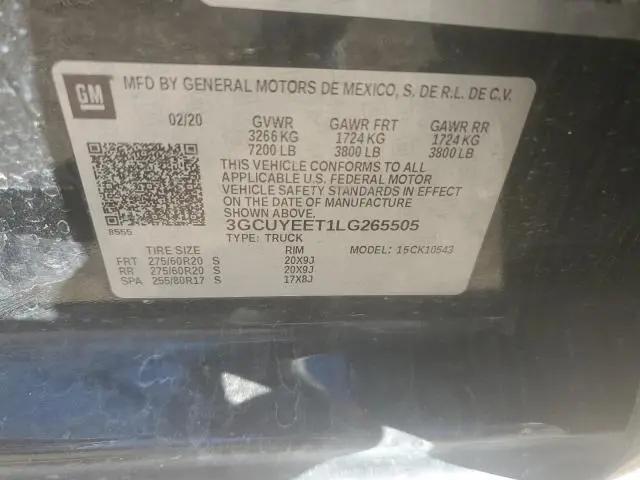 GM
MFD BY GENERAL MOTORS DE MEXICO, S. DE R.L. DE C.V.
02/20 GVWR GAWR FRT GAWR RR
3266 KG 1724 KG 1724 KG
7200 LB 3800 LB 3800 LB
THIS VEHICLE CONFORMS TO ALL
APPLICABLE U.S. FEDERAL MOTOR
VEHICLE SAFETY STANDARDS IN EFFECT
ON THE DATE OF MANUFACTURE
SHOWN ABOVE.
8555 3GCUYEET1LG265505
TYPE: TRUCK
TIRE SIZE RIM MODEL: 15CK10543
FRT 275/60R20 S 20X9J
RR 275/60R20 S 20X9J
SPA 255/80R17 S 17X8J